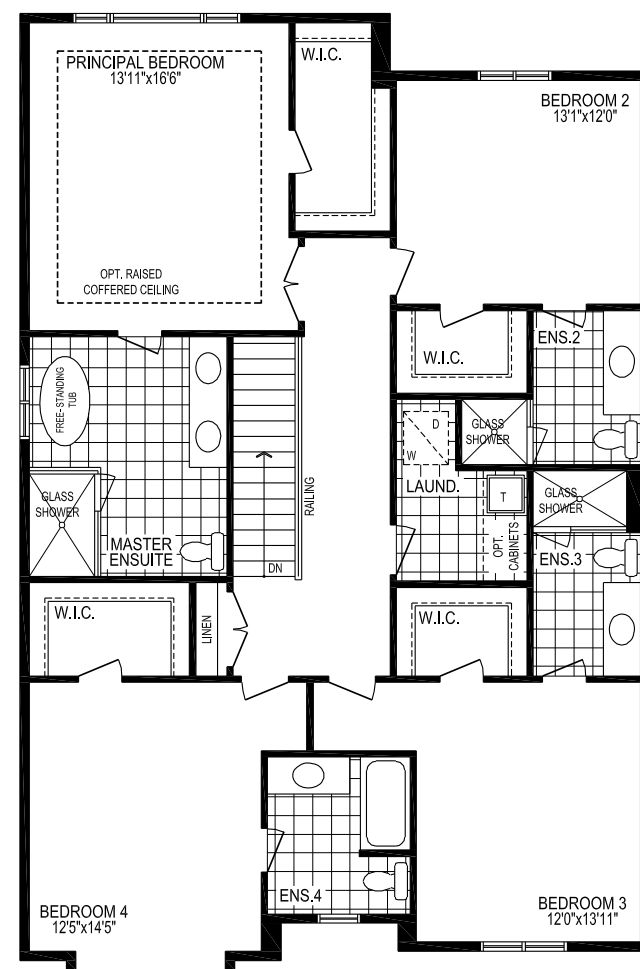 PRINCIPAL BEDROOM
13'11"x16'6"
W.I.C.
BEDROOM 2
13'1"x12'0"
OPT. RAISED
COFFERED CEILING
W.I.C.
ENS.2
FREE-STANDING
TUB
GLASS
SHOWER
D
W
LAUND.
GLASS
SHOWER
T
OPT.
CABINETS
GLASS
SHOWER
RAILING
MASTER
ENSUITE
ENS.3
DN
W.I.C.
LINEN
W.I.C.
ENS.4
BEDROOM 4
12'5"x14'5"
BEDROOM 3
12'0"x13'11"